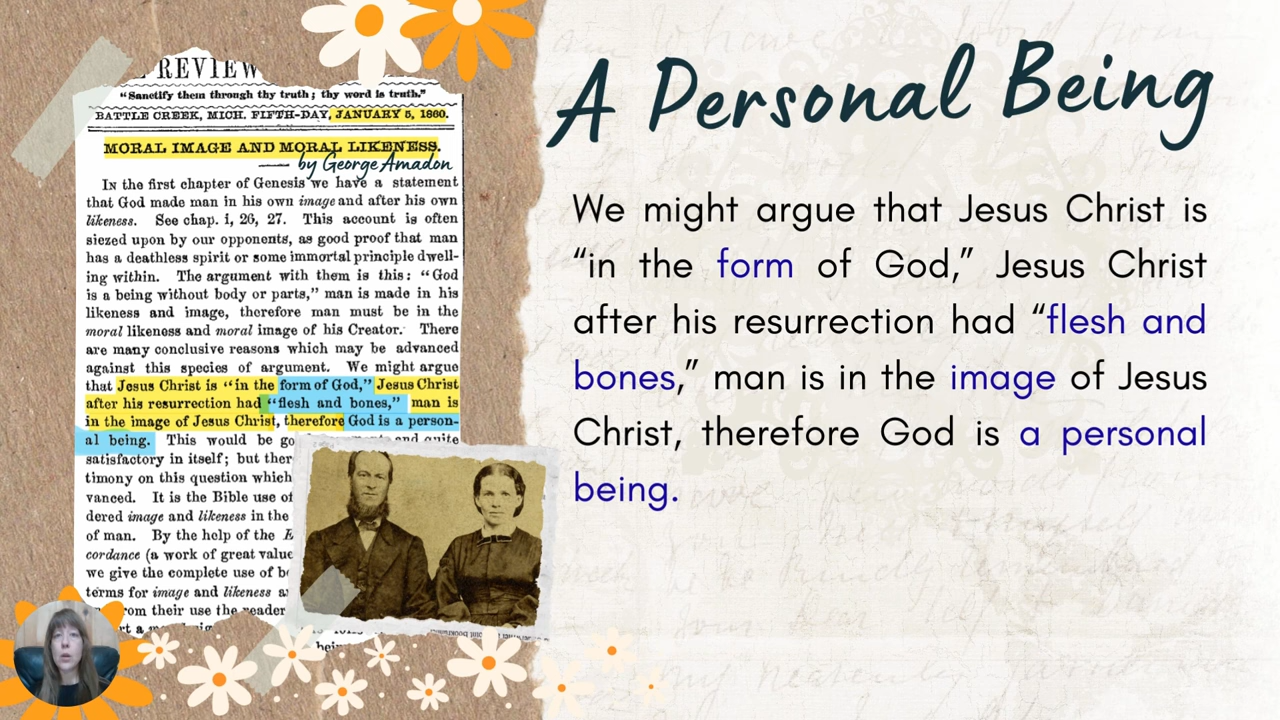 REVIEW
“Sanctify them through thy truth; thy word is truth.”
BATTLE CREEK, MICH. FIFTH-DAY, JANUARY 5, 1860.
MORAL IMAGE AND MORAL LIKENESS.
by George Amadon
In the first chapter of Genesis we have a statement
that God made man in his own image and after his own
likeness. See chap. i, 26, 27. This account is often
siezed upon by our opponents, as good proof that man
has a deathless spirit or some immortal principle dwell-
ing within. The argument with them is this: “God
is a being without body or parts,” man is made in his
likeness and image, therefore man must be in the
moral likeness and moral image of his Creator. There
are many conclusive reasons which may be advanced
against this species of argument. We might argue
that Jesus Christ is “in the form of God,” Jesus Christ
after his resurrection had “flesh and bones,” man is
in the image of Jesus Christ, therefore God is a person-
al being. This would be and quite
satisfactory in itself; but
timony on this question which
vanced. It is the Bible use of
dered image and likeness in the
of man. By the help of the
cordance (a work of great value
we give the complete use of
terms for image and likeness
from their use the reader
A Personal Being
We might argue that Jesus Christ is
“in the form of God,” Jesus Christ
after his resurrection had “flesh and
bones,” man is in the image of Jesus
Christ, therefore God is a personal
being.